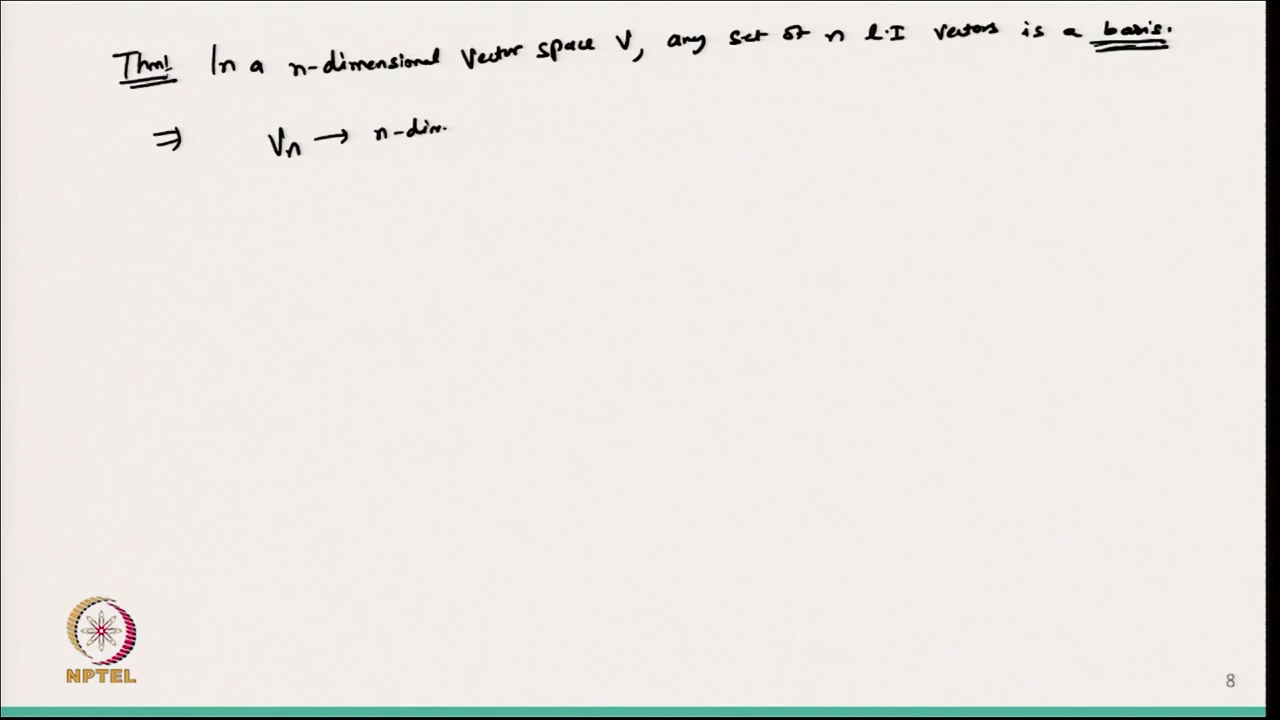 Thm! In a n-dimensional Vector space V, any set of n l.I vectors is a basis.
⇒ Vn → n-dim.
NPTEL
8